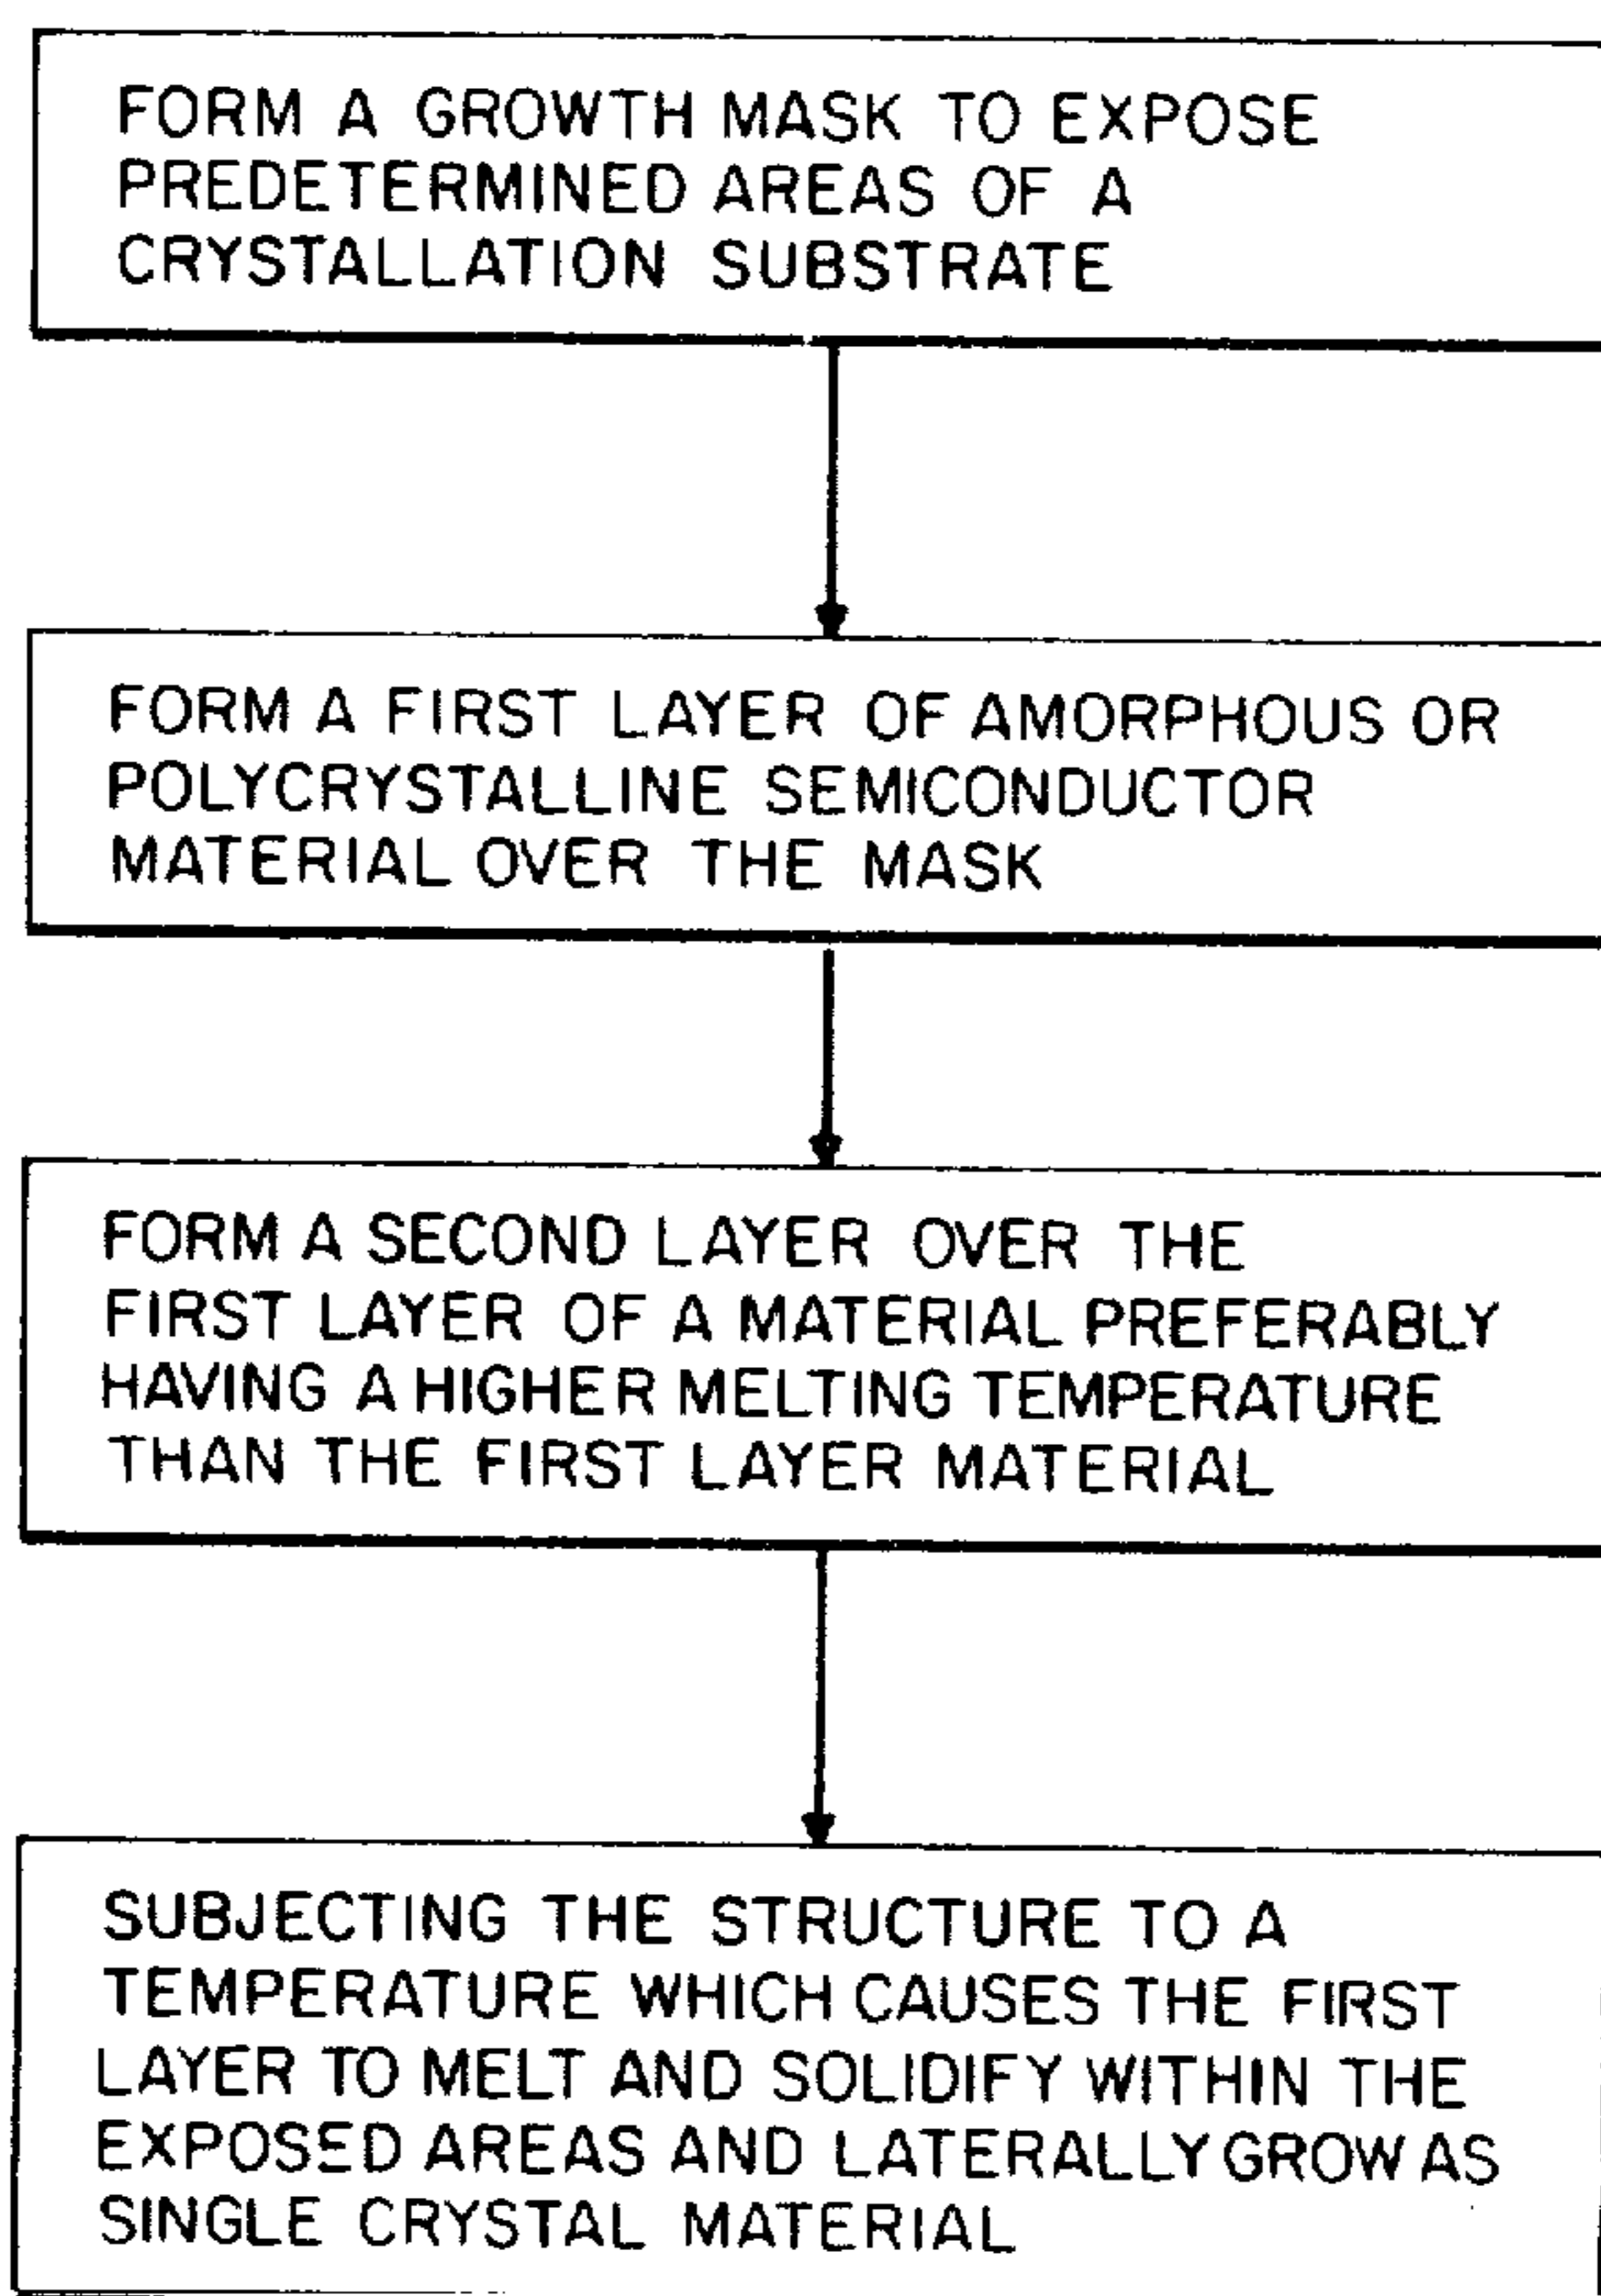 FORM A GROWTH MASK TO EXPOSE
PREDETERMINED AREAS OF A
CRYSTALLATION SUBSTRATE
FORM A FIRST LAYER OF AMORPHOUS OR
POLYCRYSTALLINE SEMICONDUCTOR
MATERIAL OVER THE MASK
FORM A SECOND LAYER OVER THE
FIRST LAYER OF A MATERIAL PREFERABLY
HAVING A HIGHER MELTING TEMPERATURE
THAN THE FIRST LAYER MATERIAL
SUBJECTING THE STRUCTURE TO A
TEMPERATURE WHICH CAUSES THE FIRST
LAYER TO MELT AND SOLIDIFY WITHIN THE
EXPOSED AREAS AND LATERALLY GROW AS
SINGLE CRYSTAL MATERIAL